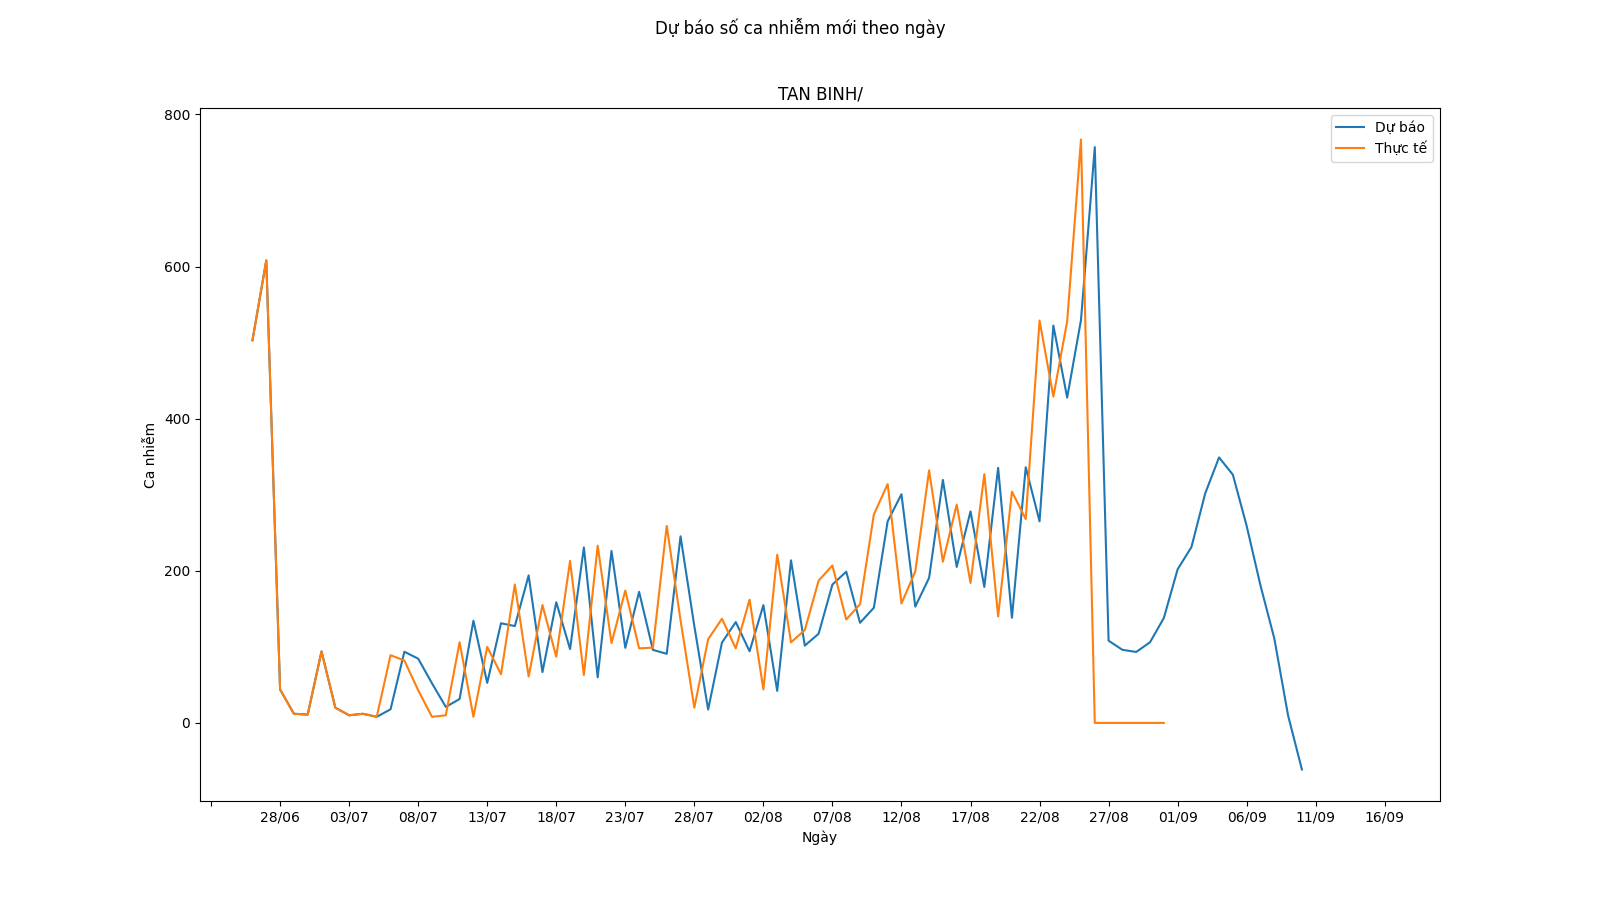 Dự báo số ca nhiễm mới theo ngày
TAN BINH/
Dự báo
Thực tế
800
600
400
200
0
Ca nhiễm
28/06 03/07 08/07 13/07 18/07 23/07 28/07 02/08 07/08 12/08 17/08 22/08 27/08 01/09 06/09 11/09 16/09
Ngày